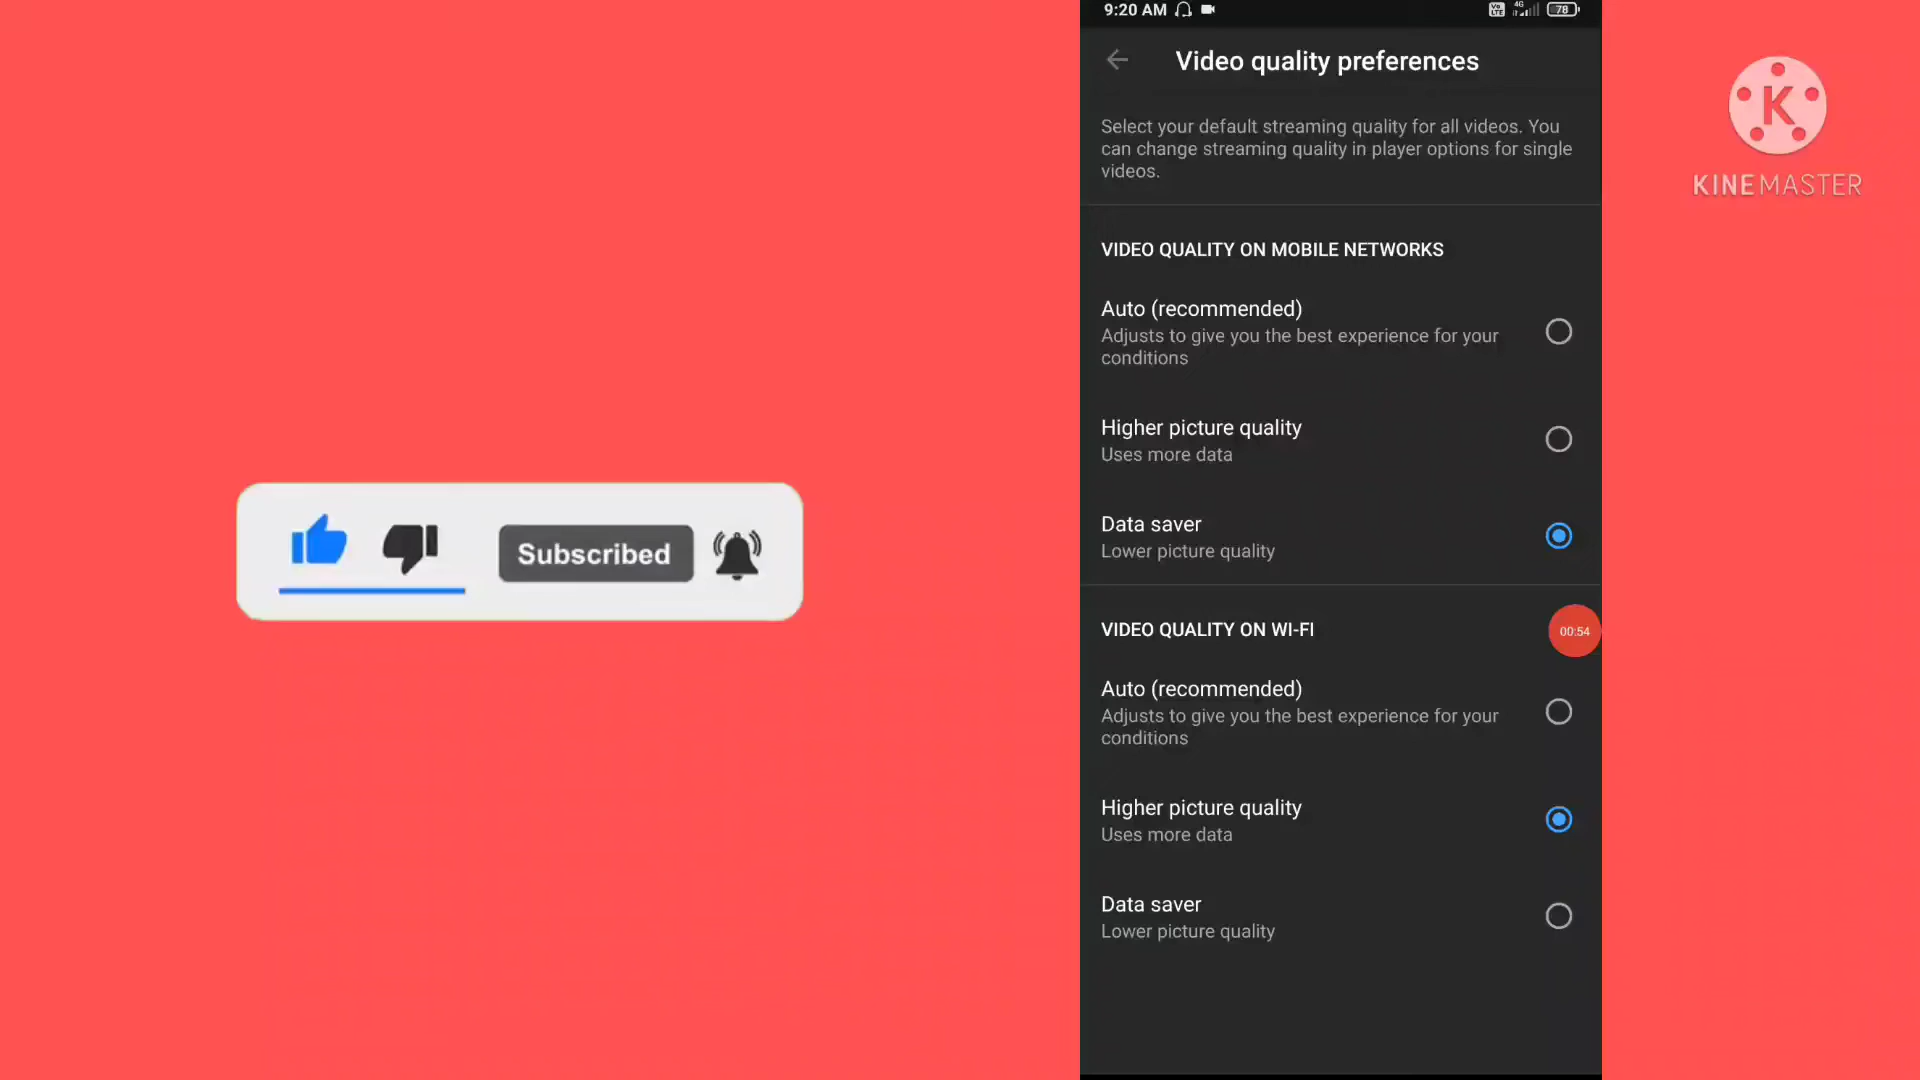 9:20 AM
Vo LTE
4G
78
Video quality preferences
Select your default streaming quality for all videos. You
can change streaming quality in player options for single
videos.
VIDEO QUALITY ON MOBILE NETWORKS
Auto (recommended)
Adjusts to give you the best experience for your
conditions
Higher picture quality
Uses more data
Data saver
Lower picture quality
VIDEO QUALITY ON WI-FI
00:54
Auto (recommended)
Adjusts to give you the best experience for your
conditions
Higher picture quality
Uses more data
Data saver
Lower picture quality
Subscribed
K
KINEMASTER